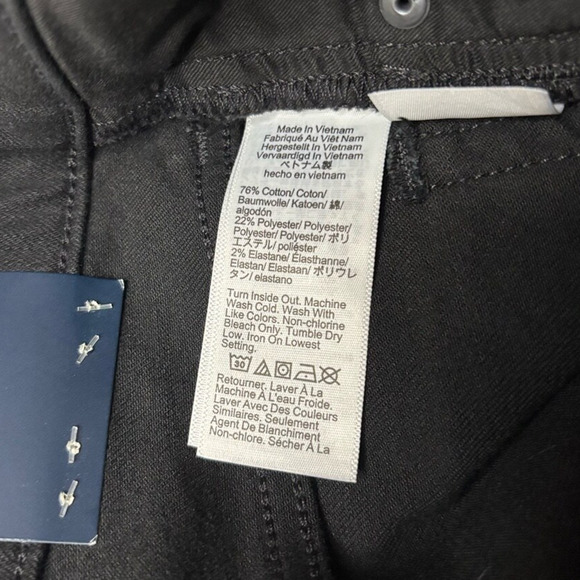 Made In Vietnam
Fabriqué Au Viêt Nam
Hergestellt In Vietnam
Vervaardigd In Vietnam
ベトナム製
hecho en vietnam
76% Cotton/ Coton/
Baumwolle/ Katoen/ 綿/
algodón
22% Polyester/ Polyester/
Polyester/ Polyester/ ポリ
エステル/ poliéster
2% Elastane/ Élasthanne/
Elastan/ Elastaan/ ポリウレ
タン/ elastano
Turn Inside Out. Machine
Wash Cold. Wash With
Like Colors. Non-chlorine
Bleach Only. Tumble Dry
Low. Iron On Lowest
Setting.
30
Retourner. Laver À La
Machine À L'eau Froide.
Laver Avec Des Couleurs
Similaires. Seulement
Agent De Blanchiment
Non-chlore. Sécher À La